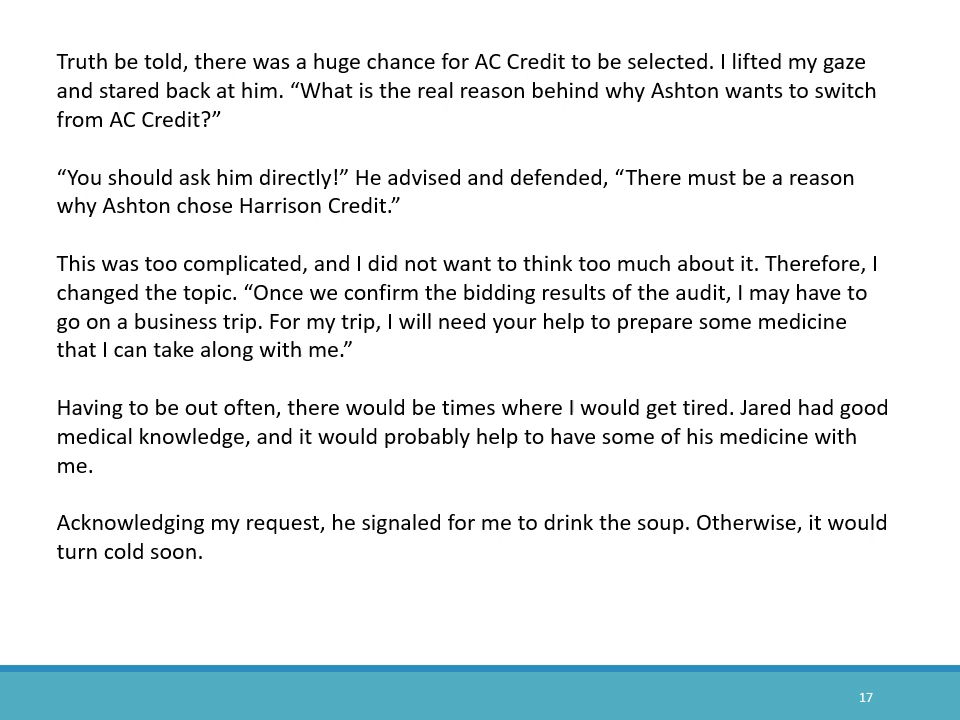 Truth be told, there was a huge chance for AC Credit to be selected. I lifted my gaze
and stared back at him. “What is the real reason behind why Ashton wants to switch
from AC Credit?”
“You should ask him directly!” He advised and defended, “There must be a reason
why Ashton chose Harrison Credit.”
This was too complicated, and I did not want to think too much about it. Therefore, I
changed the topic. “Once we confirm the bidding results of the audit, I may have to
go on a business trip. For my trip, I will need your help to prepare some medicine
that I can take along with me.”
Having to be out often, there would be times where I would get tired. Jared had good
medical knowledge, and it would probably help to have some of his medicine with
me.
Acknowledging my request, he signaled for me to drink the soup. Otherwise, it would
turn cold soon.
17